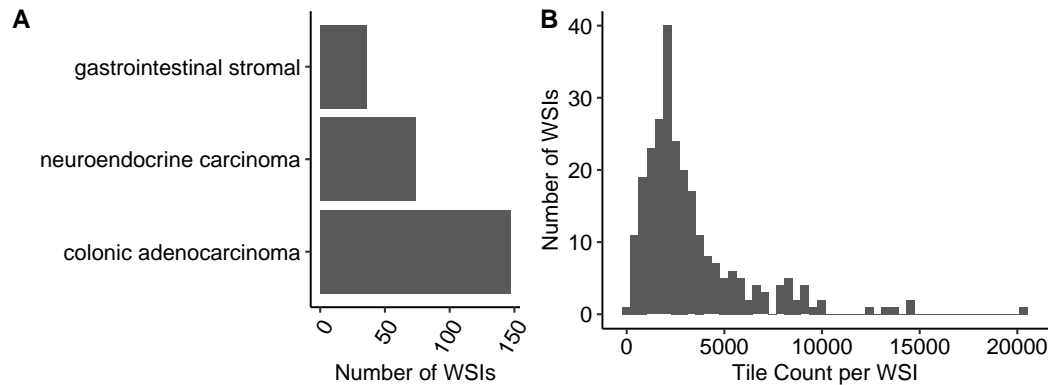 A
gastrointestinal stromal
neuroendocrine carcinoma
colonic adenocarcinoma
0 50 100 150
Number of WSIs
B
Number of WSIs
40
30
20
10
0
0 5000 10000 15000 20000
Tile Count per WSI